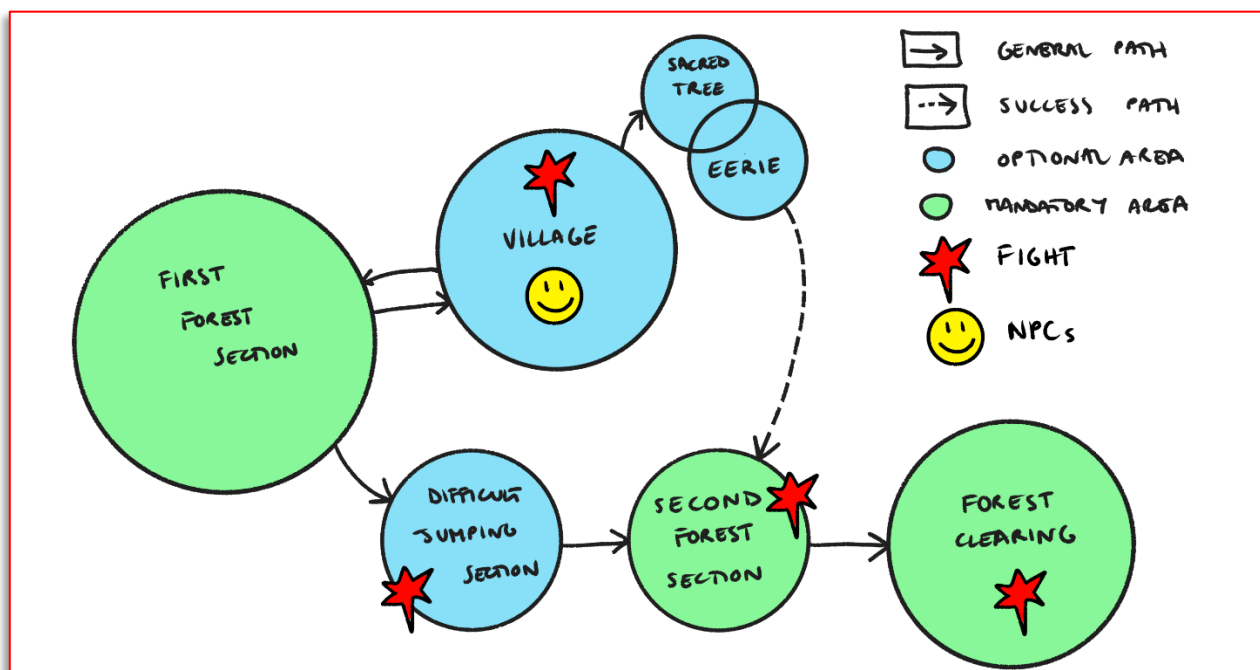 SACRED
TREE
EERIE
VILLAGE
FIRST
FOREST
SECTION
DIFFICULT
JUMPING
SECTION
SECOND
FOREST
SECTION
FOREST
CLEARING
GENERAL PATH
SUCCESS PATH
OPTIONAL AREA
MANDATORY AREA
FIGHT
NPCs